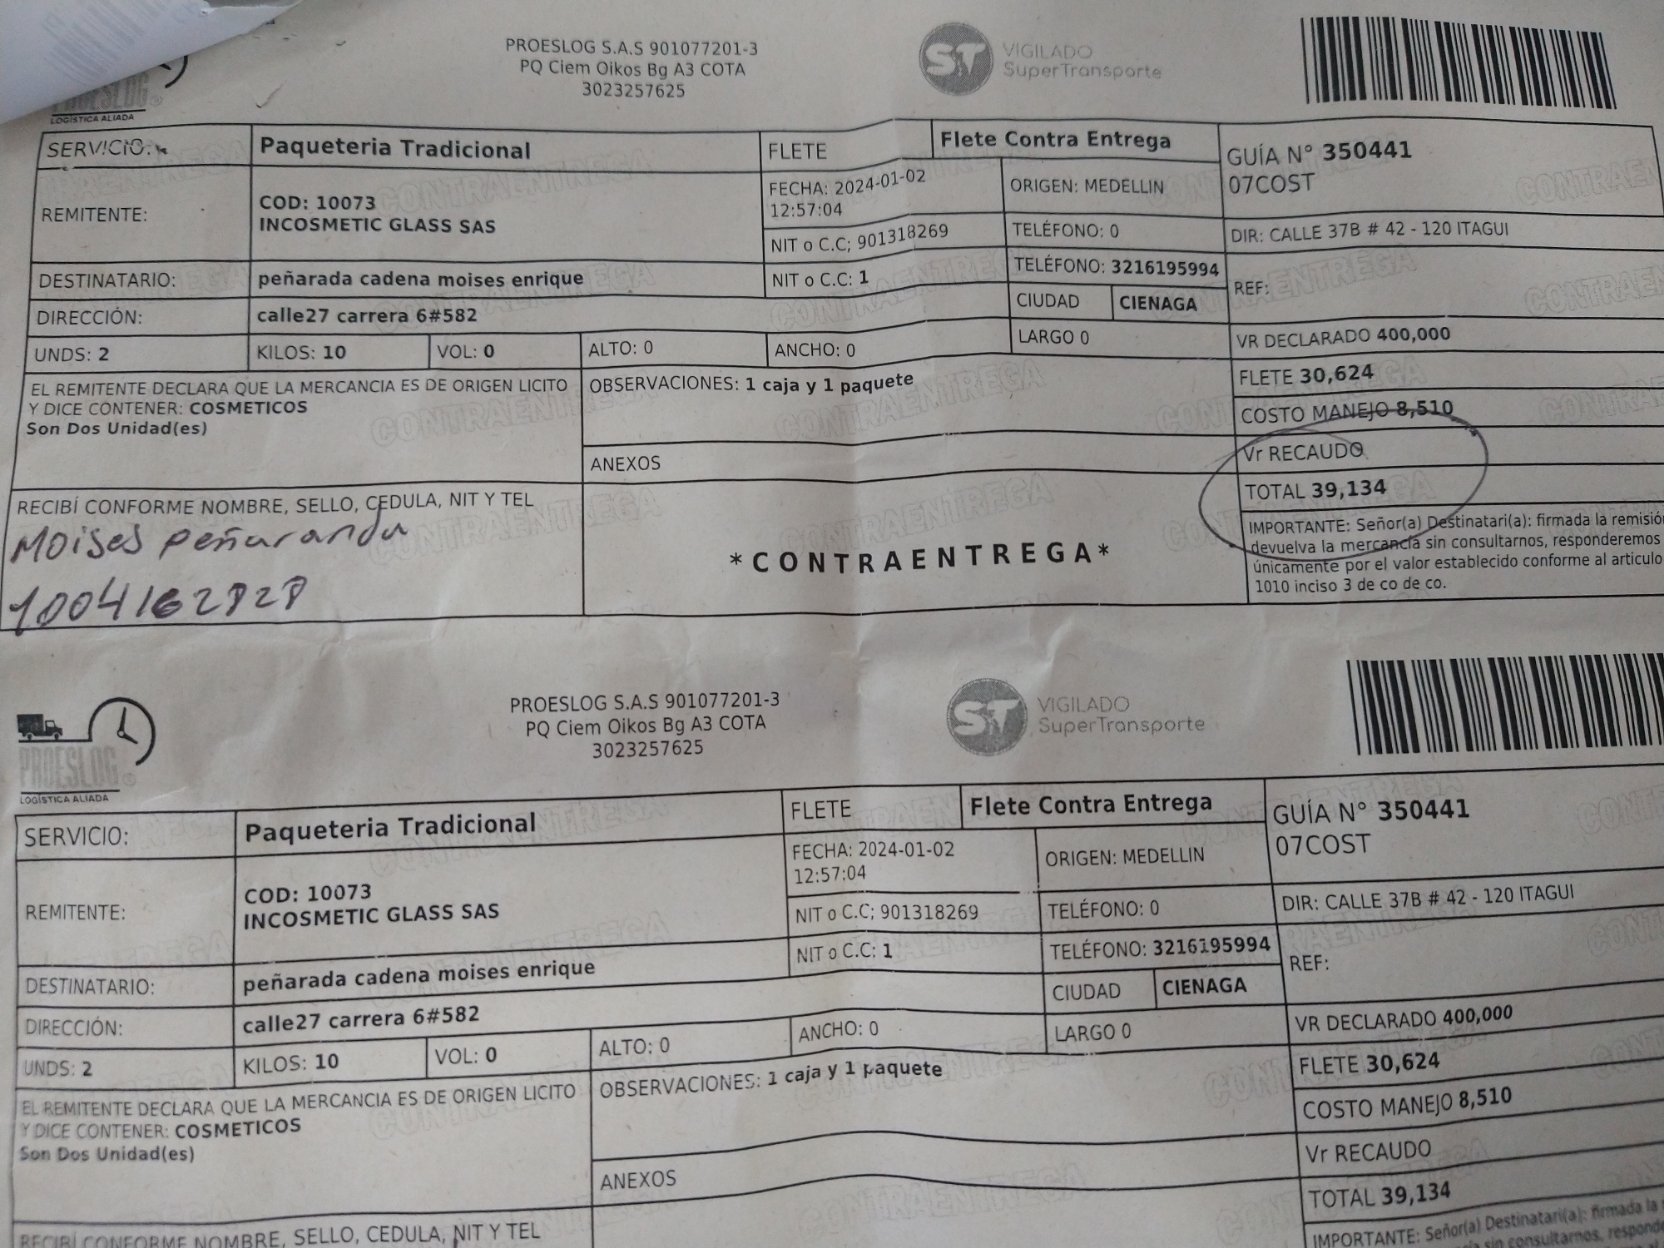 PROESLOG S.A.S 901077201-3
PQ Ciem Oikos Bg A3 COTA
3023257625
ST VIGILADO
SuperTransporte
PROESLOG
LOGÍSTICA ALIADA
SERVICIO:
Paqueteria Tradicional
FLETE
Flete Contra Entrega
GUÍA N° 350441
07COST
REMITENTE:
COD: 10073
INCOSMETIC GLASS SAS
FECHA: 2024-01-02
12:57:04
ORIGEN: MEDELLIN
NIT o C.C; 901318269
TELÉFONO: 0
DIR: CALLE 37B # 42 - 120 ITAGUI
DESTINATARIO:
peñarada cadena moises enrique
NIT o C.C: 1
TELÉFONO: 3216195994
REF:
DIRECCIÓN:
calle27 carrera 6#582
CIUDAD
CIENAGA
UNDS: 2
KILOS: 10
VOL: 0
ALTO: 0
ANCHO: 0
LARGO 0
VR DECLARADO 400,000
EL REMITENTE DECLARA QUE LA MERCANCIA ES DE ORIGEN LICITO
Y DICE CONTENER: COSMETICOS
Son Dos Unidad(es)
OBSERVACIONES: 1 caja y 1 paquete
FLETE 30,624
COSTO MANEJO 8,510
ANEXOS
Vr RECAUDO
TOTAL 39,134
RECIBÍ CONFORME NOMBRE, SELLO, CEDULA, NIT Y TEL
Moises Peñaranda
*CONTRAENTREGA*
IMPORTANTE: Señor(a) Destinatari(a): firmada la remisión
devuelva la mercancía sin consultarnos, responderemos
únicamente por el valor establecido conforme al articulo
1010 inciso 3 de co de co.
PROESLOG S.A.S 901077201-3
PQ Ciem Oikos Bg A3 COTA
3023257625
ST VIGILADO
SuperTransporte
PROESLOG
LOGÍSTICA ALIADA
SERVICIO:
Paqueteria Tradicional
FLETE
Flete Contra Entrega
GUÍA N° 350441
07COST
REMITENTE:
COD: 10073
INCOSMETIC GLASS SAS
FECHA: 2024-01-02
12:57:04
ORIGEN: MEDELLIN
NIT o C.C; 901318269
TELÉFONO: 0
DIR: CALLE 37B # 42 - 120 ITAGUI
DESTINATARIO:
peñarada cadena moises enrique
NIT o C.C: 1
TELÉFONO: 3216195994
REF:
DIRECCIÓN:
calle27 carrera 6#582
CIUDAD
CIENAGA
UNDS: 2
KILOS: 10
VOL: 0
ALTO: 0
ANCHO: 0
LARGO 0
VR DECLARADO 400,000
EL REMITENTE DECLARA QUE LA MERCANCIA ES DE ORIGEN LICITO
Y DICE CONTENER: COSMETICOS
Son Dos Unidad(es)
OBSERVACIONES: 1 caja y 1 paquete
FLETE 30,624
COSTO MANEJO 8,510
ANEXOS
Vr RECAUDO
TOTAL 39,134
RECIBÍ CONFORME NOMBRE, SELLO, CEDULA, NIT Y TEL
IMPORTANTE: Señor(a) Destinatari(a): firmada la
sin consultarnos,